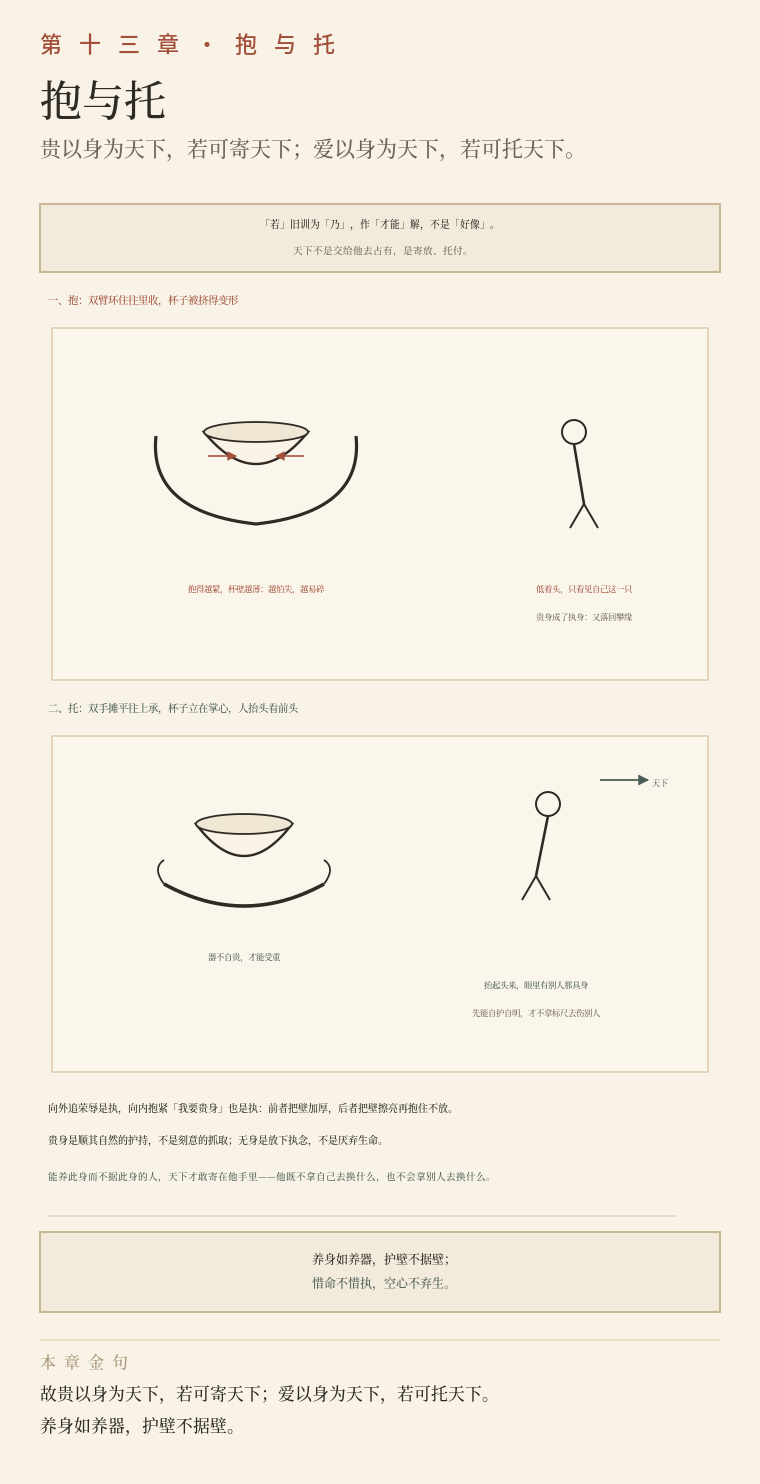 第十三章·抱与托
抱与托
贵以身为天下，若可寄天下；爱以身为天下，若可托天下。
「若」旧训为「乃」，作「才能」解，不是「好像」。
天下不是交给他去占有，是寄放、托付。
一、抱：双臂环住往里收，杯子被挤得变形
抱得越紧，杯壁越薄：越怕失，越易碎
低着头，只看见自己这一只
贵身成了执身：又落回攀缘
二、托：双手摊平往上承，杯子立在掌心，人抬头看前头
天下
器不自贵，才能受重
抬起头来，眼里有别人那具身
先能自护自明，才不拿标尺去伤别人
向外追荣辱是执，向内抱紧「我要贵身」也是执：前者把壁加厚，后者把壁擦亮再抱住不放。
贵身是顺其自然的护持，不是刻意的抓取；无身是放下执念，不是厌弃生命。
能养此身而不据此身的人，天下才敢寄在他手里——他既不拿自己去换什么，也不会拿别人去换什么。
养身如养器，护壁不据壁；
惜命不惜执，空心不弃生。
本章金句
故贵以身为天下，若可寄天下；爱以身为天下，若可托天下。
养身如养器，护壁不据壁。